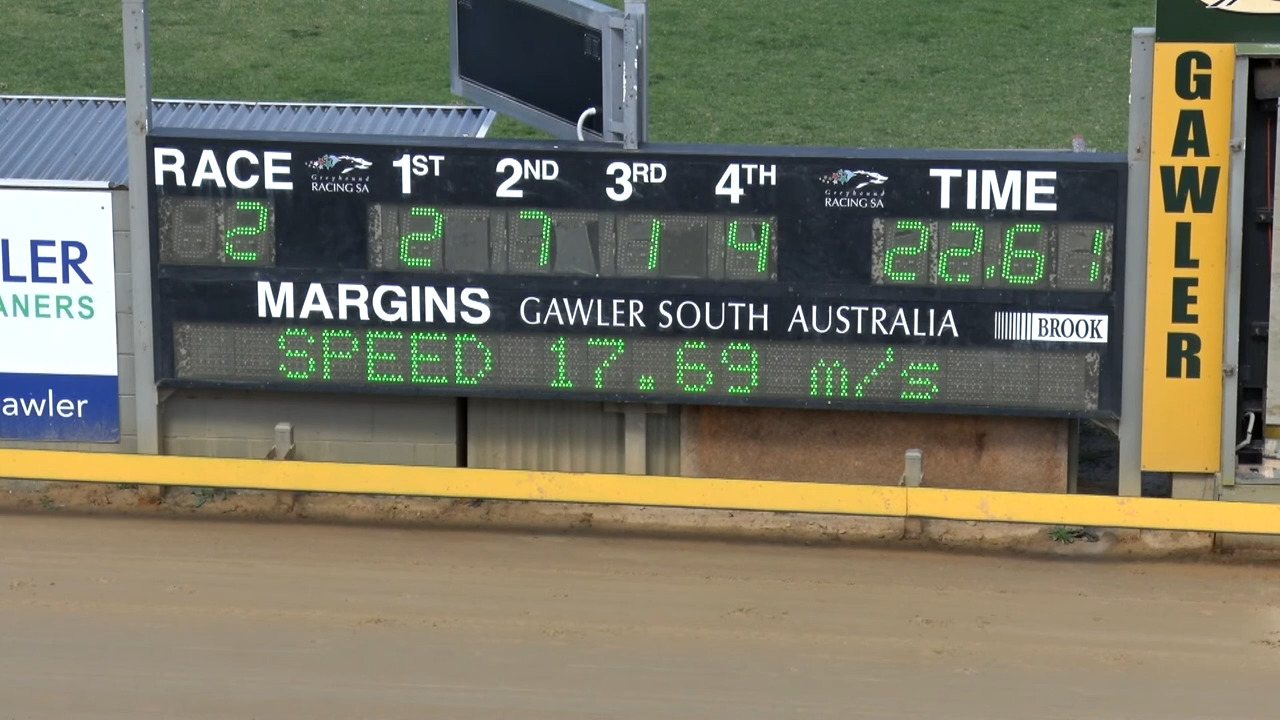 RACE Greyhound RACING SA 1ST 2ND 3RD 4TH Greyhound RACING SA TIME
2 2 7 1 4 22.61
MARGINS GAWLER SOUTH AUSTRALIA BROOK
SPEED 17.69 m/s
LER
ANERS
awler
GAWLER